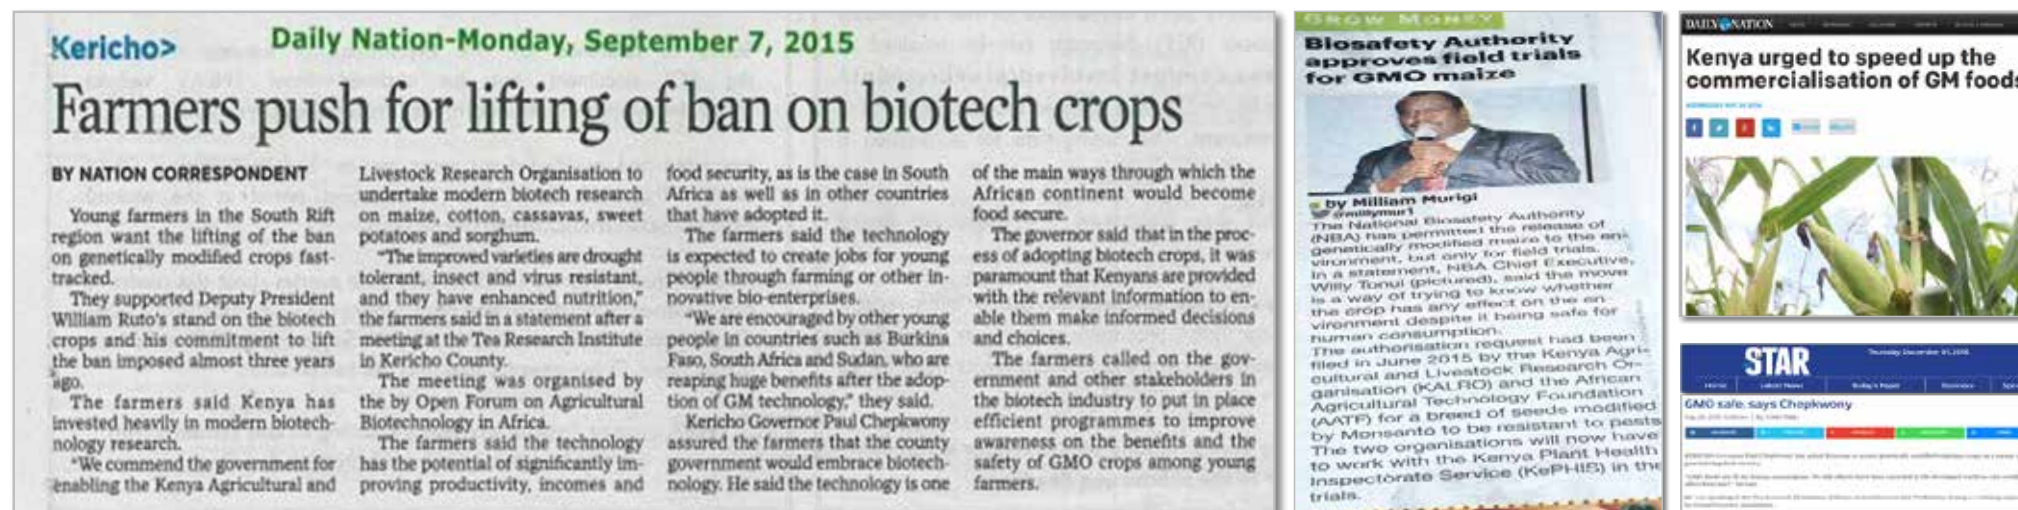 Kericho>
Daily Nation-Monday, September 7, 2015
Farmers push for lifting of ban on biotech crops
BY NATION CORRESPONDENT
Young farmers in the South Rift
region want the lifting of the ban
on genetically modified crops fast-
tracked.
They supported Deputy President
William Ruto's stand on the biotech
crops and his commitment to lift
the ban imposed almost three years
ago.
The farmers said Kenya has
invested heavily in modern biotech-
nology research.
"We commend the government for
enabling the Kenya Agricultural and
Livestock Research Organisation to
undertake modern biotech research
on maize, cotton, cassavas, sweet
potatoes and sorghum.
"The improved varieties are drought
tolerant, insect and virus resistant,
and they have enhanced nutrition,"
the farmers said in a statement after a
meeting at the Tea Research Institute
in Kericho County.
The meeting was organised by
the by Open Forum on Agricultural
Biotechnology in Africa.
The farmers said the technology
has the potential of significantly im-
proving productivity, incomes and
food security, as is the case in South
Africa as well as in other countries
that have adopted it.
The farmers said the technology
is expected to create jobs for young
people through farming or other in-
novative bio-enterprises.
"We are encouraged by other young
people in countries such as Burkina
Faso, South Africa and Sudan, who are
reaping huge benefits after the adop-
tion of GM technology," they said.
Kericho Governor Paul Chepkwony
assured the farmers that the county
government would embrace biotech-
nology. He said the technology is one
of the main ways through which the
African continent would become
food secure.
The governor said that in the proc-
ess of adopting biotech crops, it was
paramount that Kenyans are provided
with the relevant information to en-
able them make informed decisions
and choices.
The farmers called on the gov-
ernment and other stakeholders in
the biotech industry to put in place
efficient programmes to improve
awareness on the benefits and the
safety of GMO crops among young
farmers.
GROW MONEY
Biosafety Authority
approves field trials
for GMO maize
by Milliam Murigi
@millymur1
The National Biosafety Authority
(NBA) has permitted the release of
genetically modified maize to the en-
vironment, but only for field trials.
In a statement, NBA Chief Executive,
Willy Tonui (pictured), said the move
is a way of trying to know whether
the crop has any effect on the en-
vironment despite it being safe for
human consumption.
The authorisation request had been
filed in June 2015 by the Kenya Agri-
cultural and Livestock Research Or-
ganisation (KALRO) and the African
Agricultural Technology Foundation
(AATF) for a breed of seeds modified
by Monsanto to be resistant to pests
The two organisations will now have
to work with the Kenya Plant Health
Inspectorate Service (KePHIS) in the
trials.
DAILY NATION
Kenya urged to speed up the
commercialisation of GM foods
STAR
Home Latest News Today's Paper Business
GMO safe, says Chepkwony